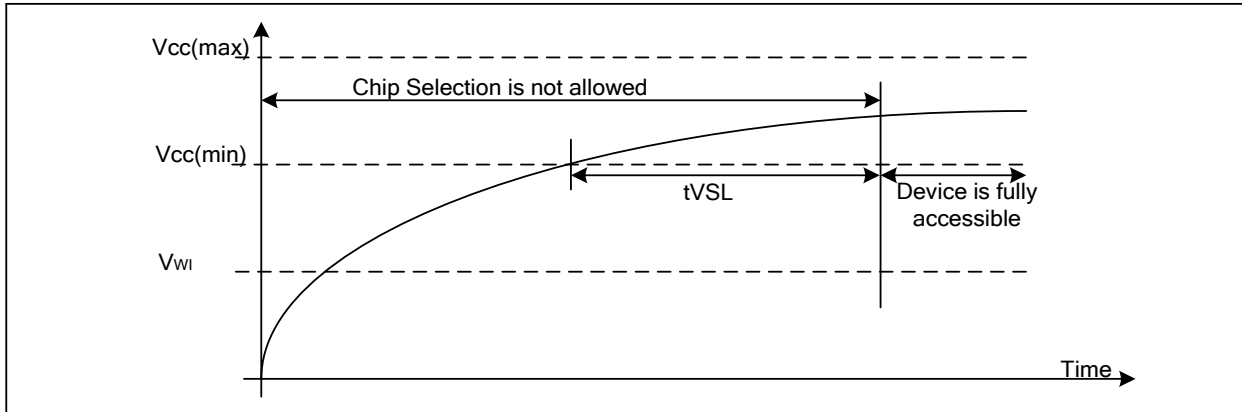 Vcc(max)
Chip Selection is not allowed
Vcc(min)
tVSL
Device is fully
accessible
VWI
Time